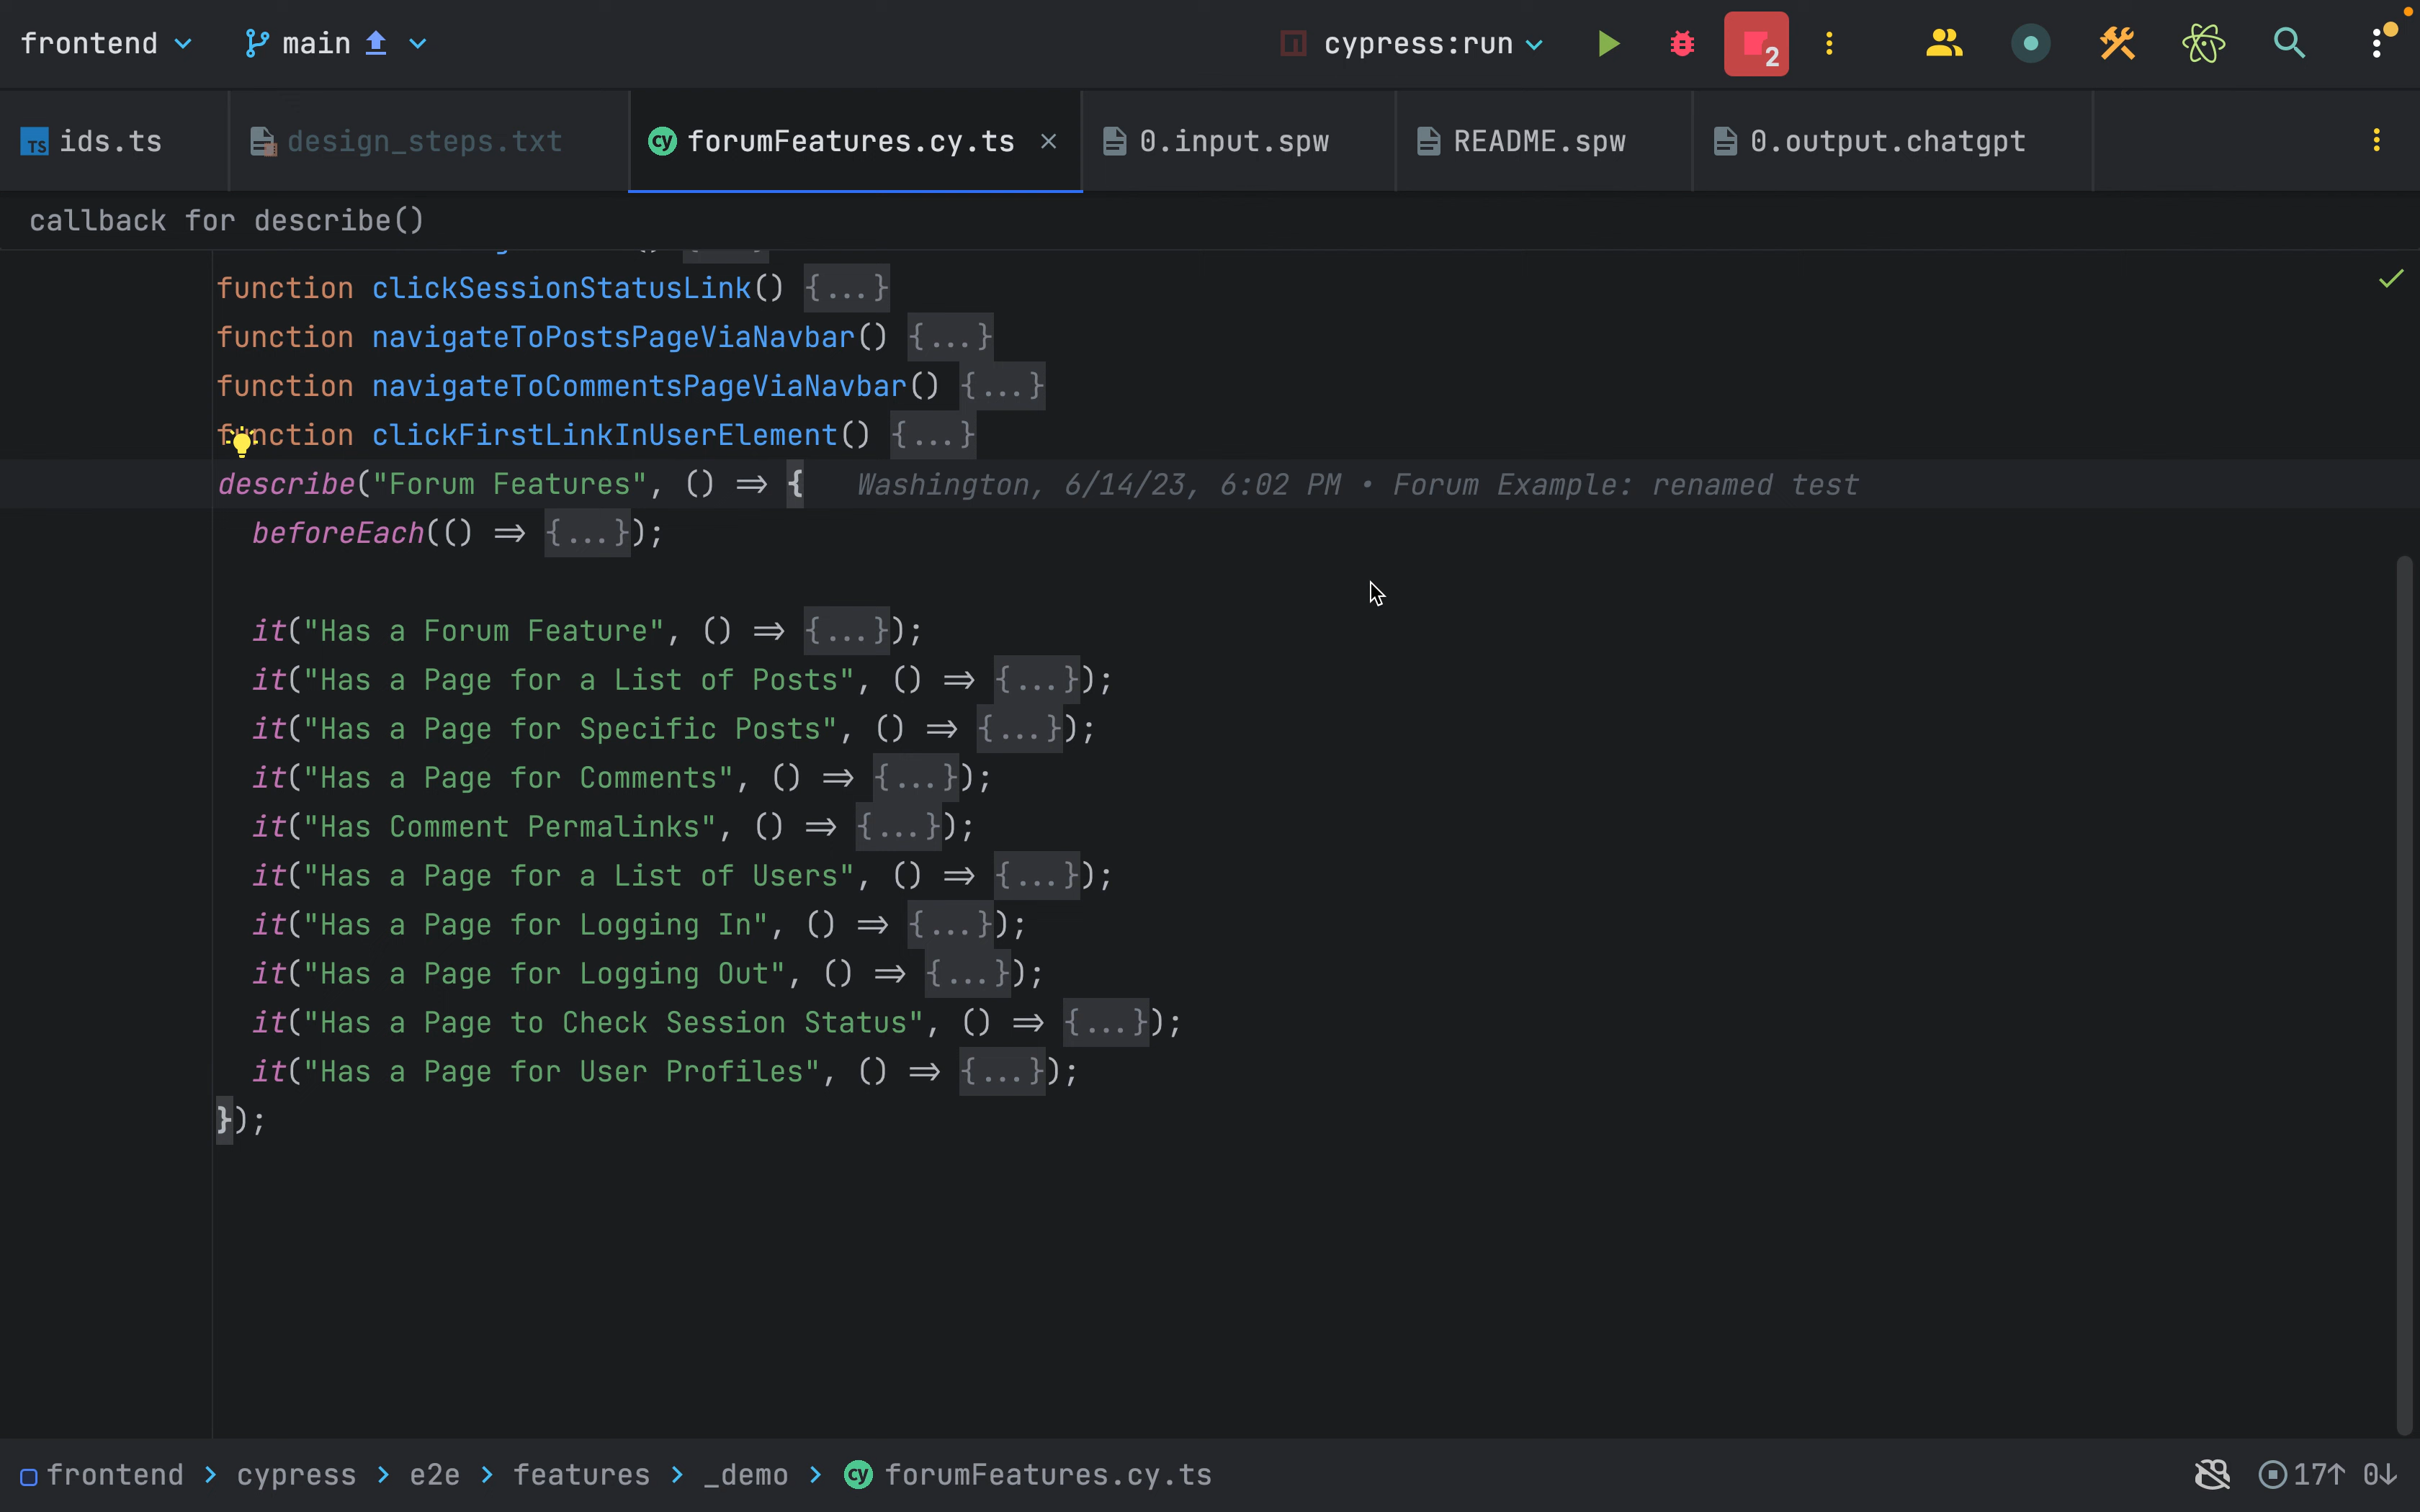 frontend main cypress:run 2
TS ids.ts design_steps.txt cy forumFeatures.cy.ts × 0.input.spw README.spw 0.output.chatgpt
callback for describe()
function clickSessionStatusLink() {...}
function navigateToPostsPageViaNavbar() {...}
function navigateToCommentsPageViaNavbar() {...}
function clickFirstLinkInUserElement() {...}
describe("Forum Features", () => { Washington, 6/14/23, 6:02 PM • Forum Example: renamed test
beforeEach(() => {...});
it("Has a Forum Feature", () => {...});
it("Has a Page for a List of Posts", () => {...});
it("Has a Page for Specific Posts", () => {...});
it("Has a Page for Comments", () => {...});
it("Has Comment Permalinks", () => {...});
it("Has a Page for a List of Users", () => {...});
it("Has a Page for Logging In", () => {...});
it("Has a Page for Logging Out", () => {...});
it("Has a Page to Check Session Status", () => {...});
it("Has a Page for User Profiles", () => {...});
});
frontend > cypress > e2e > features > _demo > cy forumFeatures.cy.ts 17↑ 0↓